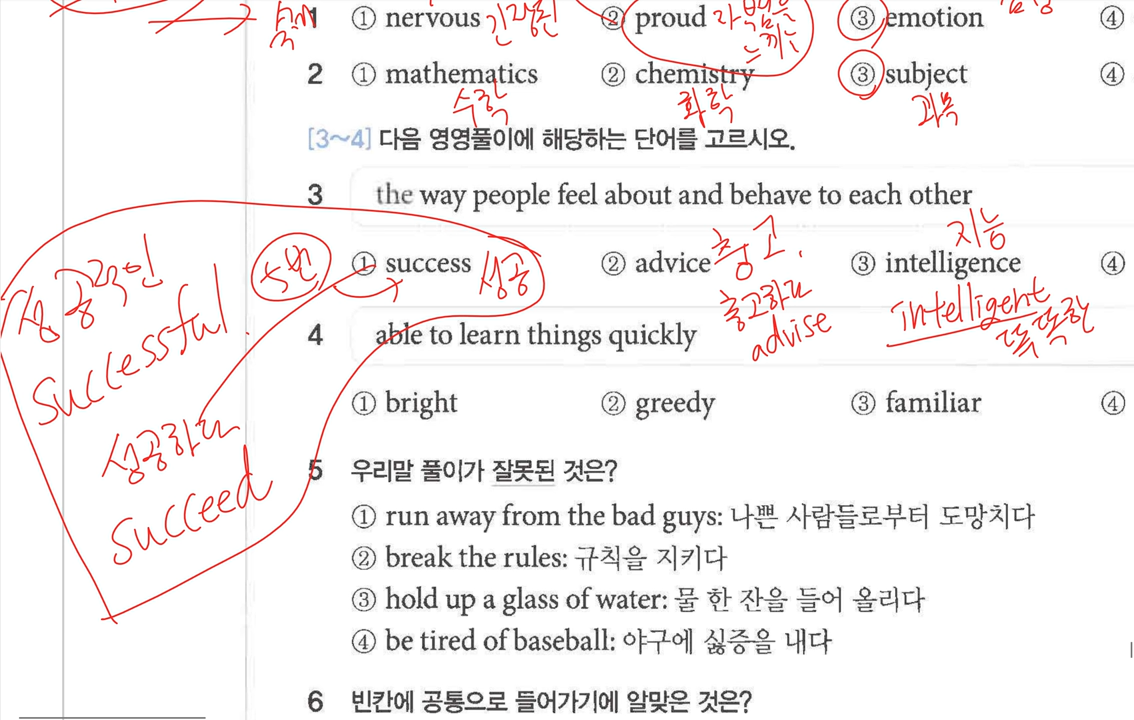 1 ① nervous 긴장된 ② proud 자부심을 느끼는 ③ emotion ④
2 ① mathematics ② chemistry ③ subject ④
수학 화학 과목
[3~4] 다음 영영풀이에 해당하는 단어를 고르시오.
3 the way people feel about and behave to each other
지능
5번 ① success 성공 ② advice 충고. ③ intelligence ④
성공적인 successful.
충고하다 advise
intelligent 똑똑한
4 able to learn things quickly
① bright ② greedy ③ familiar ④
성공하다
succeed
5 우리말 풀이가 잘못된 것은?
① run away from the bad guys: 나쁜 사람들로부터 도망치다
② break the rules: 규칙을 지키다
③ hold up a glass of water: 물 한 잔을 들어 올리다
④ be tired of baseball: 야구에 싫증을 내다
6 빈칸에 공통으로 들어가기에 알맞은 것은?